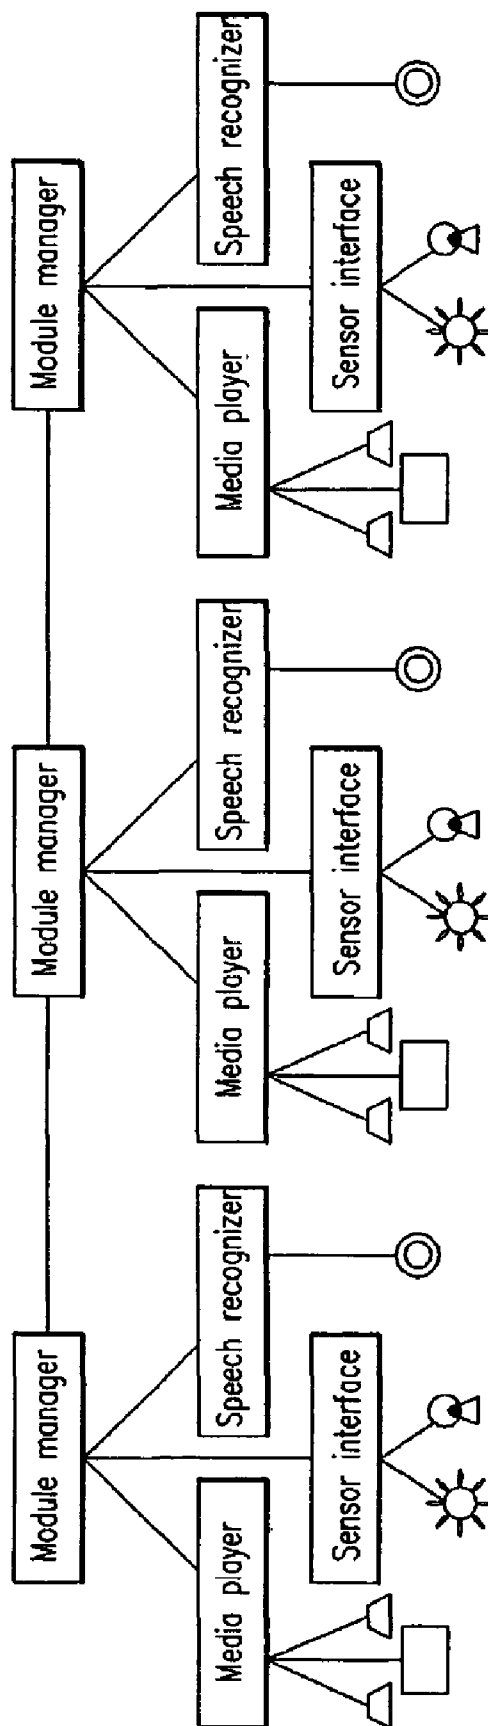 Module manager
Module manager
Module manager
Media player
Speech recognizer
Media player
Speech recognizer
Media player
Speech recognizer
Sensor interface
Sensor interface
Sensor interface